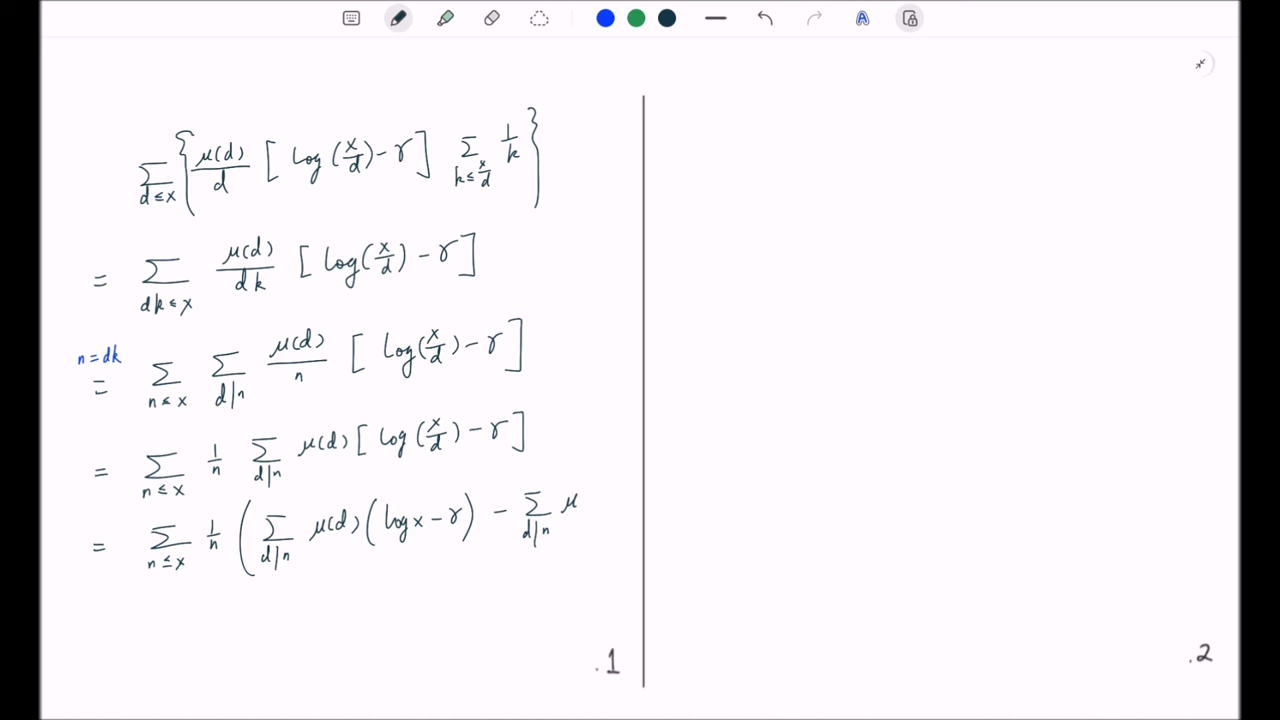 ∑_{d≤x} { μ(d)/d [ log(x/d) − γ ] ∑_{k≤x/d} 1/k }
= ∑_{dk≤x} μ(d)/dk [ log(x/d) − γ ]
n=dk
= ∑_{n≤x} ∑_{d|n} μ(d)/n [ log(x/d) − γ ]
= ∑_{n≤x} 1/n ∑_{d|n} μ(d) [ log(x/d) − γ ]
= ∑_{n≤x} 1/n ( ∑_{d|n} μ(d) ( log x − γ ) − ∑_{d|n} μ
.1
.2
A